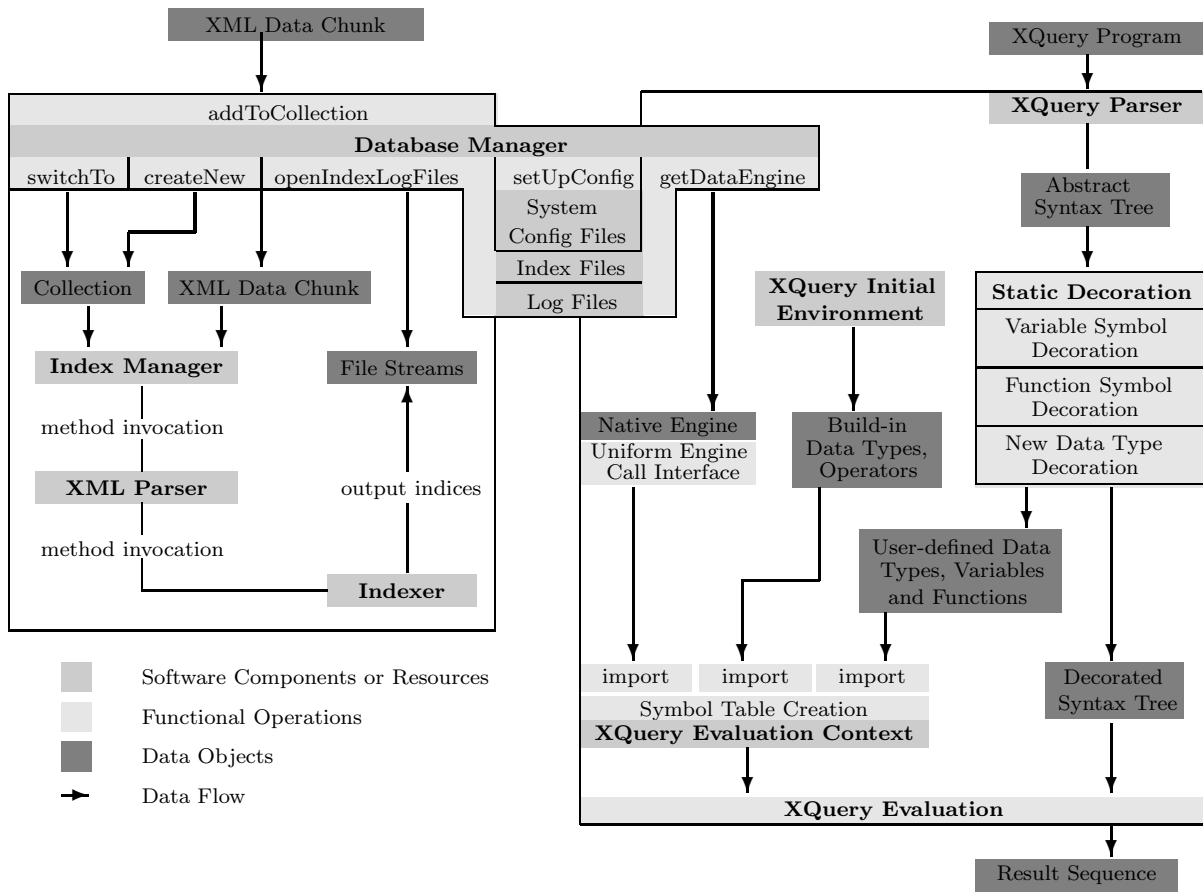 XML Data Chunk
XQuery Program
addToCollection
XQuery Parser
Database Manager
switchTo
createNew
openIndexLogFiles
setUpConfig
getDataEngine
System
Config Files
Index Files
Log Files
Abstract
Syntax Tree
Collection
XML Data Chunk
XQuery Initial
Environment
Static Decoration
Variable Symbol
Decoration
Function Symbol
Decoration
New Data Type
Decoration
Index Manager
File Streams
method invocation
Native Engine
Uniform Engine
Call Interface
Build-in
Data Types,
Operators
XML Parser
output indices
method invocation
User-defined Data
Types, Variables
and Functions
Indexer
import
import
import
Decorated
Syntax Tree
Symbol Table Creation
XQuery Evaluation Context
Software Components or Resources
Functional Operations
Data Objects
Data Flow
XQuery Evaluation
Result Sequence